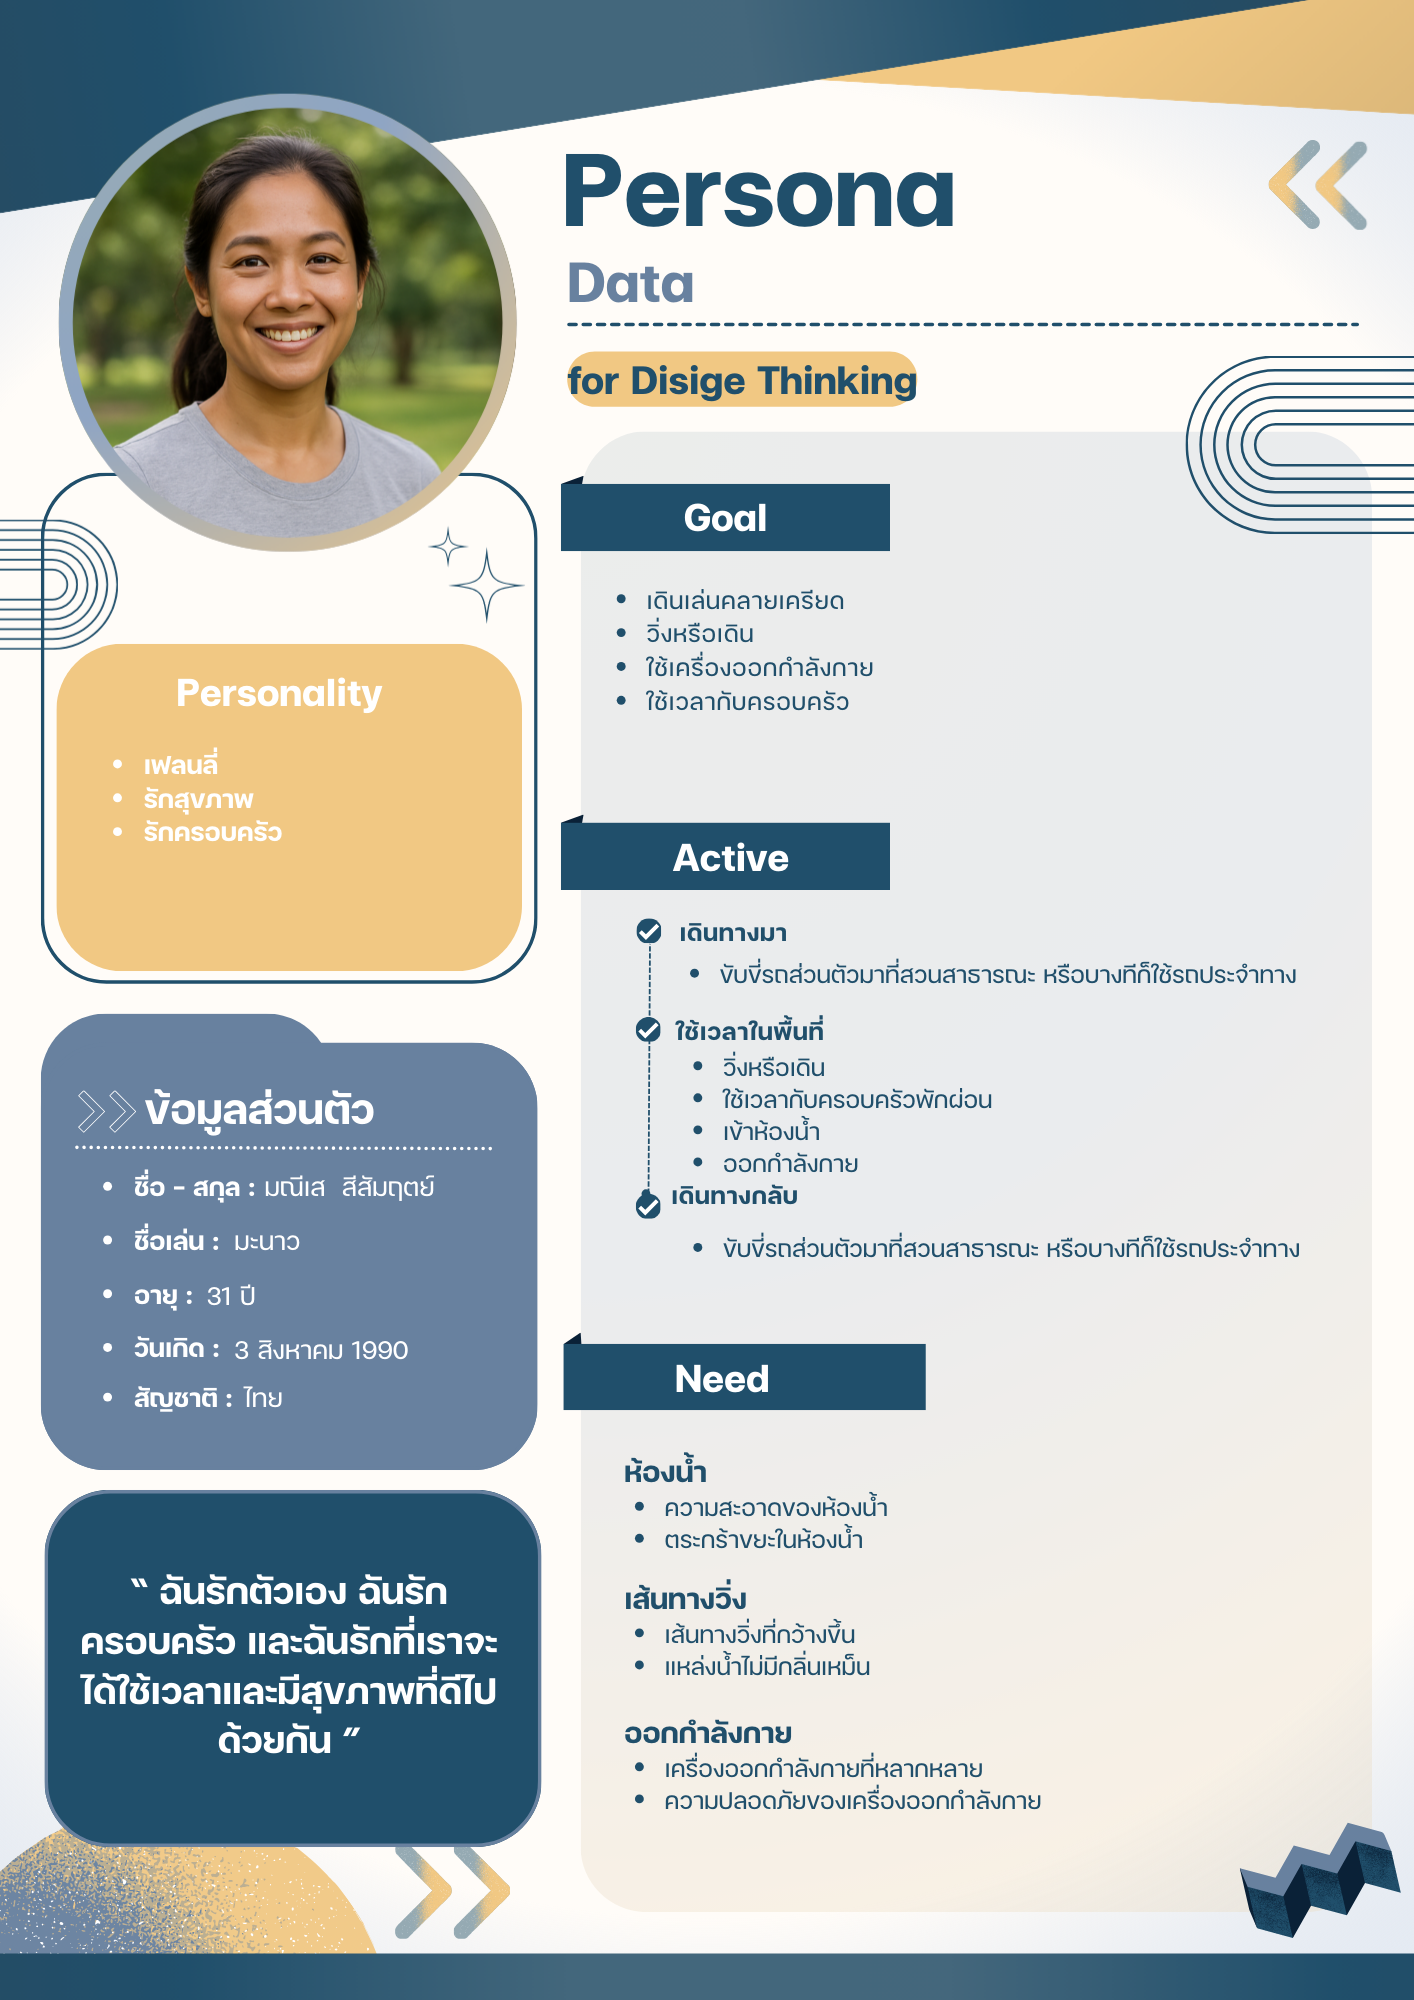 Persona
Data
for Disige Thinking
Goal
• เดินเล่นคลายเครียด
• วิ่งหรือเดิน
• ใช้เครื่องออกกำลังกาย
• ใช้เวลากับครอบครัว
Personality
• เฟลนลี่
• รักสุขภาพ
• รักครอบครัว
Active
เดินทางมา
• ขับขี่รถส่วนตัวมาที่สวนสาธารณะ หรือบางทีก็ใช้รถประจำทาง
ใช้เวลาในพื้นที่
• วิ่งหรือเดิน
• ใช้เวลากับครอบครัวพักผ่อน
• เข้าห้องน้ำ
• ออกกำลังกาย
เดินทางกลับ
• ขับขี่รถส่วนตัวมาที่สวนสาธารณะ หรือบางทีก็ใช้รถประจำทาง
ข้อมูลส่วนตัว
• ชื่อ - สกุล : มณีเส สีสัมฤตย์
• ชื่อเล่น : มะนาว
• อายุ : 31 ปี
• วันเกิด : 3 สิงหาคม 1990
• สัญชาติ : ไทย
Need
ห้องน้ำ
• ความสะอาดของห้องน้ำ
• ตระกร้าขยะในห้องน้ำ
เส้นทางวิ่ง
• เส้นทางวิ่งที่กว้างขึ้น
• แหล่งน้ำไม่มีกลิ่นเหม็น
ออกกำลังกาย
• เครื่องออกกำลังกายที่หลากหลาย
• ความปลอดภัยของเครื่องออกกำลังกาย
“ ฉันรักตัวเอง ฉันรัก
ครอบครัว และฉันรักที่เราจะ
ได้ใช้เวลาและมีสุขภาพที่ดีไป
ด้วยกัน ”